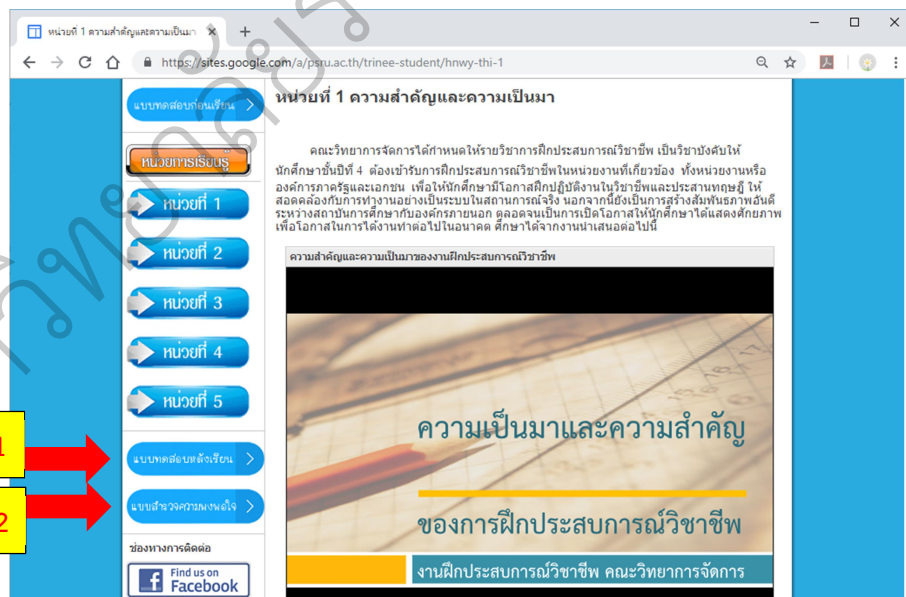 หน่วยที่ 1 ความสำคัญและความเป็นมา
https://sites.google.com/a/psru.ac.th/trinee-student/hnwy-thi-1
แบบทดสอบก่อนเรียน
หน่วยการเรียนรู้
หน่วยที่ 1
หน่วยที่ 2
หน่วยที่ 3
หน่วยที่ 4
หน่วยที่ 5
1
แบบทดสอบหลังเรียน
2
แบบสำรวจความพึงพอใจ
ช่องทางการติดต่อ
Find us on
Facebook
หน่วยที่ 1 ความสำคัญและความเป็นมา
คณะวิทยาการจัดการได้กำหนดให้รายวิชาการฝึกประสบการณ์วิชาชีพ เป็นวิชาบังคับให้
นักศึกษาชั้นปีที่ 4 ต้องเข้ารับการฝึกประสบการณ์วิชาชีพในหน่วยงานที่เกี่ยวข้อง ทั้งหน่วยงานหรือ
องค์การภาครัฐและเอกชน เพื่อให้นักศึกษามีโอกาสฝึกปฏิบัติงานในวิชาชีพและประสานทฤษฎี ให้
สอดคล้องกับการทำงานอย่างเป็นระบบในสถานการณ์จริง นอกจากนี้ยังเป็นการสร้างสัมพันธภาพอันดี
ระหว่างสถาบันการศึกษากับองค์กรภายนอก ตลอดจนเป็นการเปิดโอกาสให้นักศึกษาได้แสดงศักยภาพ
เพื่อโอกาสในการได้งานทำต่อไปในอนาคต ศึกษาได้จากงานนำเสนอต่อไปนี้
ความสำคัญและความเป็นมาของงานฝึกประสบการณ์วิชาชีพ
ความเป็นมาและความสำคัญ
ของการฝึกประสบการณ์วิชาชีพ
งานฝึกประสบการณ์วิชาชีพ คณะวิทยาการจัดการ